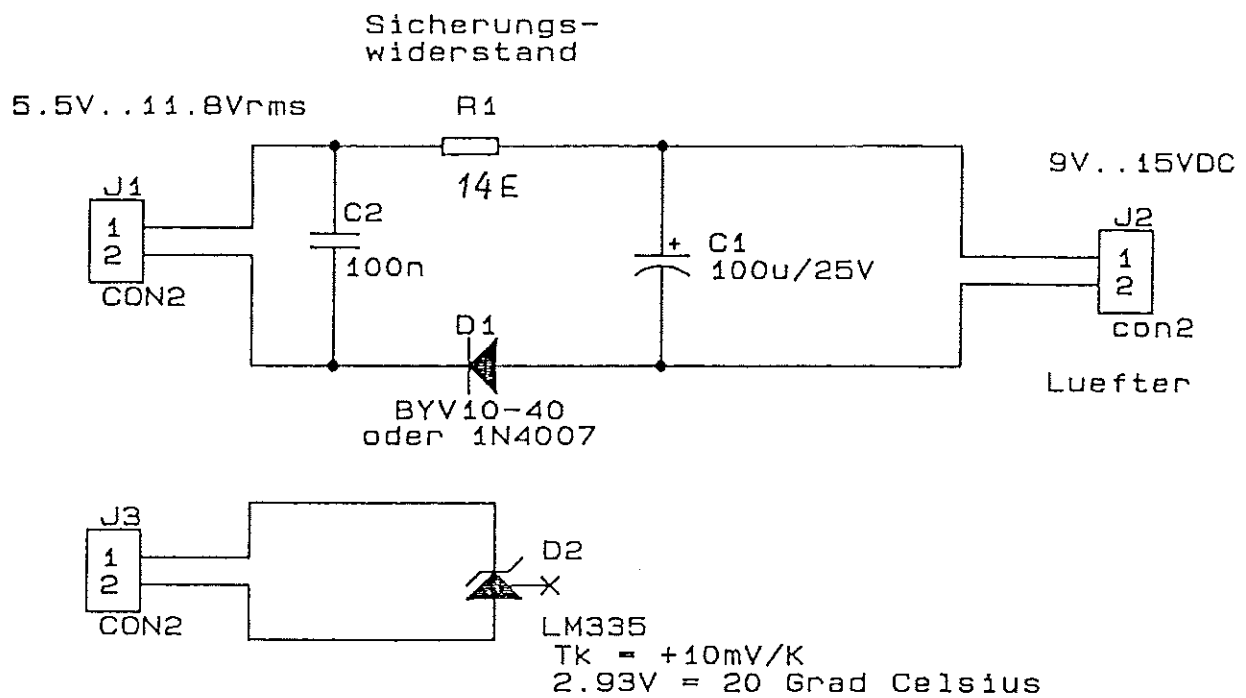 Sicherungs-
widerstand
5.5V..11.8Vrms
R1
9V..15VDC
14E
J1
1
2
CON2
C2
100n
+
C1
100u/25V
J2
1
2
con2
D1
BYV10-40
oder 1N4007
Luefter
J3
1
2
CON2
D2
LM335
Tk = +10mV/K
2.93V = 20 Grad Celsius